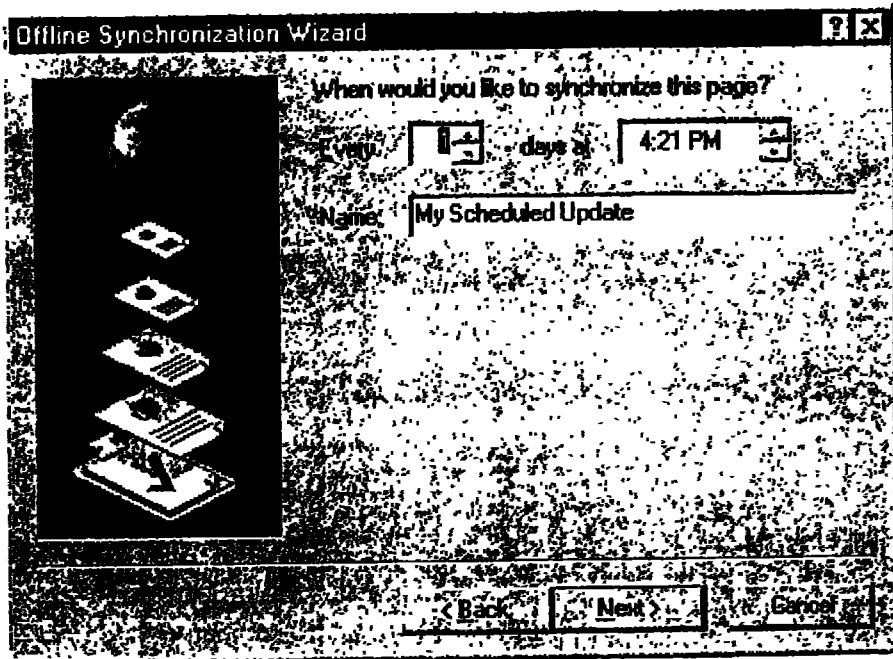 Offline Synchronization Wizard
When would you like to synchronize this page?
Every days at 4:21 PM
Name: My Scheduled Update
< Back Next > Cancel